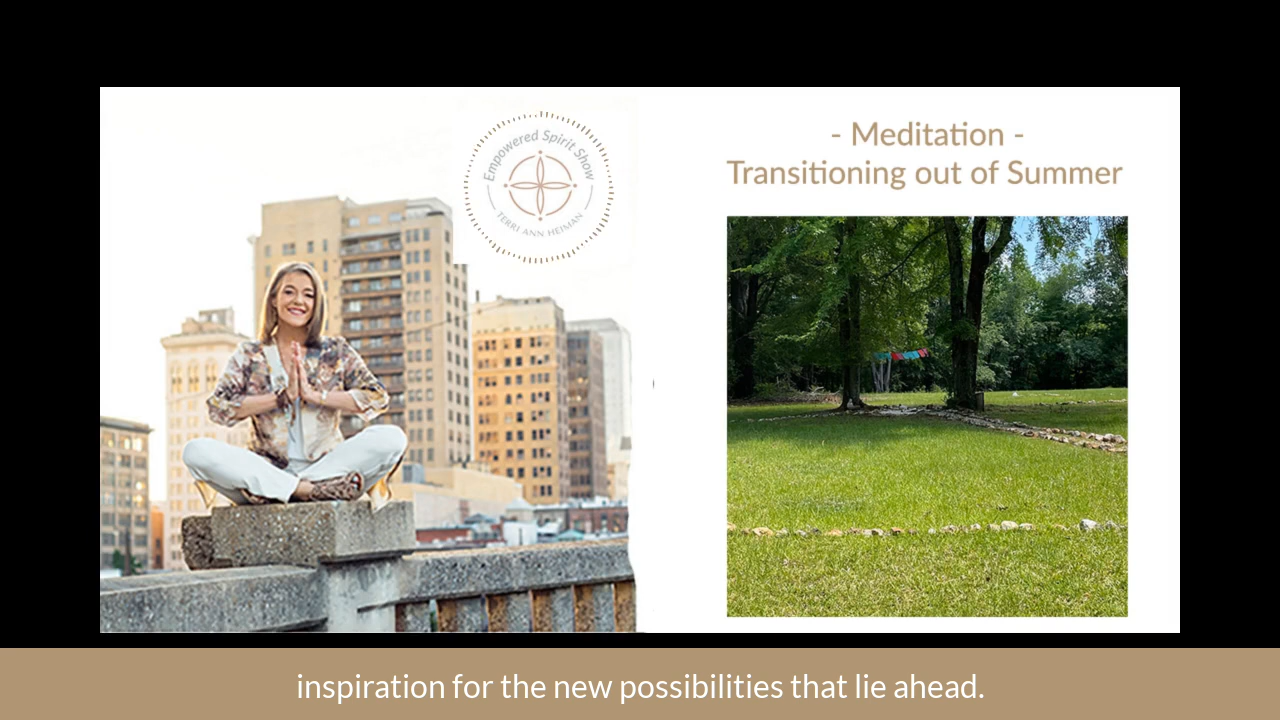 Empowered Spirit Show
TERRI ANN HEIMAN
- Meditation -
Transitioning out of Summer
inspiration for the new possibilities that lie ahead.